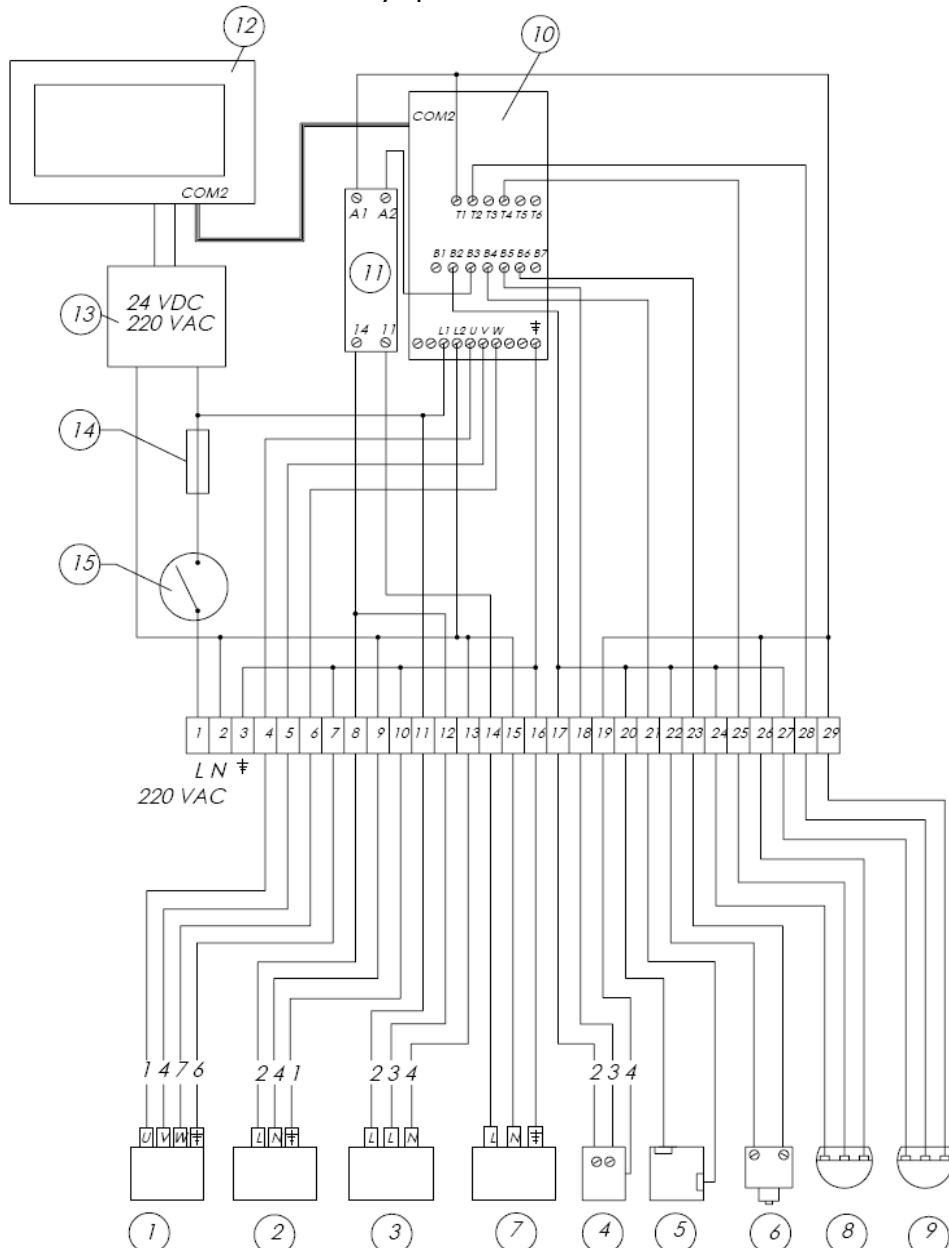 12
10
COM2
COM2
A1 A2
T1 T2 T3 T4 T5 T6
11
B1 B2 B3 B4 B5 B6 B7
13
24 VDC
220 VAC
14 11
L1 L2 U V W
14
15
1 2 3 4 5 6 7 8 9 10 11 12 13 14 15 16 17 18 19 20 21 22 23 24 25 26 27 28 29
L N
220 VAC
1 4 7 6 2 4 1 2 3 4 2 3 4
U V W L N L L N L N
1 2 3 7 4 5 6 8 9